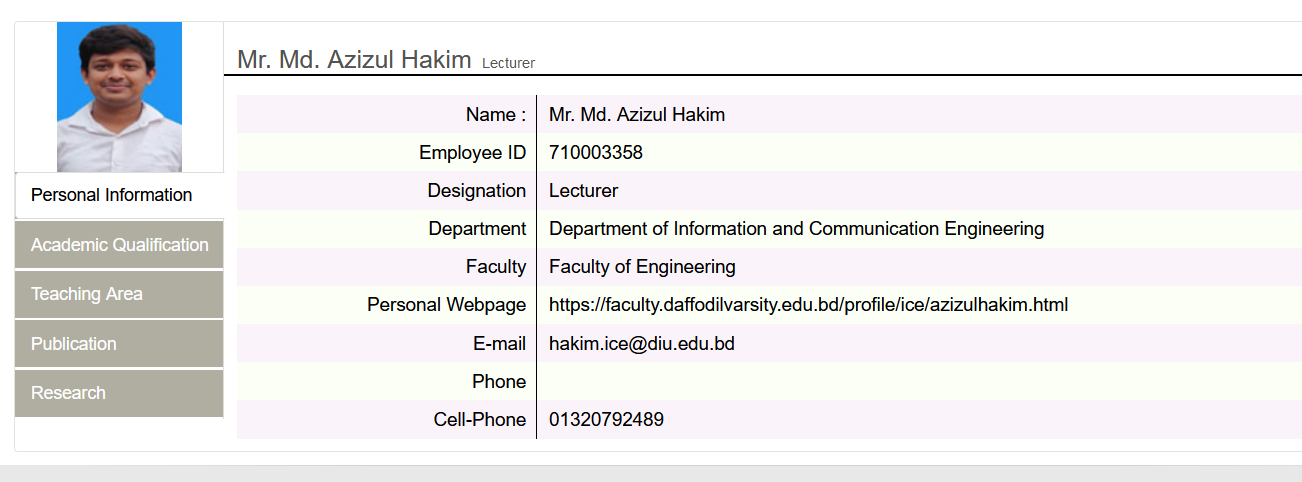 Mr. Md. Azizul Hakim Lecturer
Personal Information
Academic Qualification
Teaching Area
Publication
Research
Name : Mr. Md. Azizul Hakim
Employee ID 710003358
Designation Lecturer
Department Department of Information and Communication Engineering
Faculty Faculty of Engineering
Personal Webpage https://faculty.daffodilvarsity.edu.bd/profile/ice/azizulhakim.html
E-mail hakim.ice@diu.edu.bd
Phone
Cell-Phone 01320792489